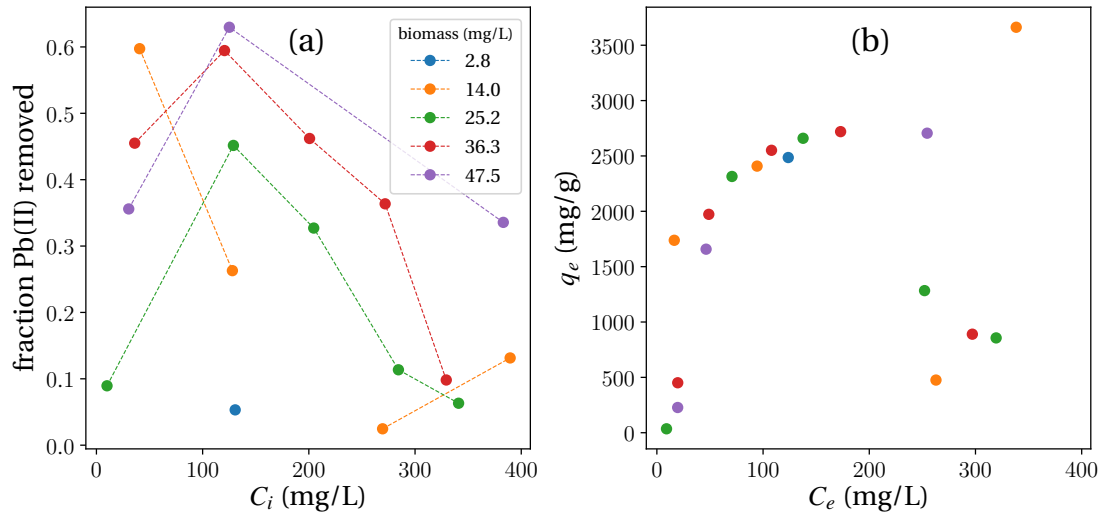 (a)
biomass (mg/L)
2.8
14.0
25.2
36.3
47.5
fraction Pb(II) removed
0.6
0.5
0.4
0.3
0.2
0.1
0.0
0 100 200 300 400
C_i (mg/L)
(b)
q_e (mg/g)
3500
3000
2500
2000
1500
1000
500
0
0 100 200 300 400
C_e (mg/L)